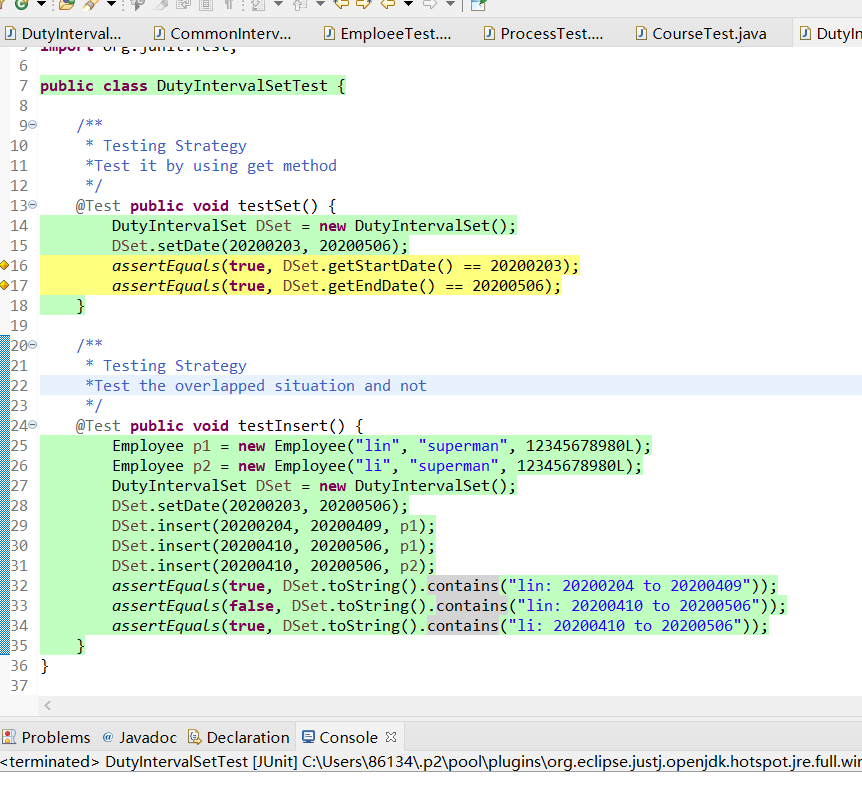 DutyInterval...
CommonInterv...
EmploeeTest....
ProcessTest....
CourseTest.java
DutyIn
5 import org.junit.Test;
6
7 public class DutyIntervalSetTest {
8
9 /**
10 * Testing Strategy
11 *Test it by using get method
12 */
13 @Test public void testSet() {
14 DutyIntervalSet DSet = new DutyIntervalSet();
15 DSet.setDate(20200203, 20200506);
16 assertEquals(true, DSet.getStartDate() == 20200203);
17 assertEquals(true, DSet.getEndDate() == 20200506);
18 }
19
20 /**
21 * Testing Strategy
22 *Test the overlapped situation and not
23 */
24 @Test public void testInsert() {
25 Employee p1 = new Employee("lin", "superman", 12345678980L);
26 Employee p2 = new Employee("li", "superman", 12345678980L);
27 DutyIntervalSet DSet = new DutyIntervalSet();
28 DSet.setDate(20200203, 20200506);
29 DSet.insert(20200204, 20200409, p1);
30 DSet.insert(20200410, 20200506, p1);
31 DSet.insert(20200410, 20200506, p2);
32 assertEquals(true, DSet.toString().contains("lin: 20200204 to 20200409"));
33 assertEquals(false, DSet.toString().contains("lin: 20200410 to 20200506"));
34 assertEquals(true, DSet.toString().contains("li: 20200410 to 20200506"));
35 }
36 }
37
Problems @ Javadoc Declaration Console
<terminated> DutyIntervalSetTest [JUnit] C:\Users\86134\.p2\pool\plugins\org.eclipse.justj.openjdk.hotspot.jre.full.win